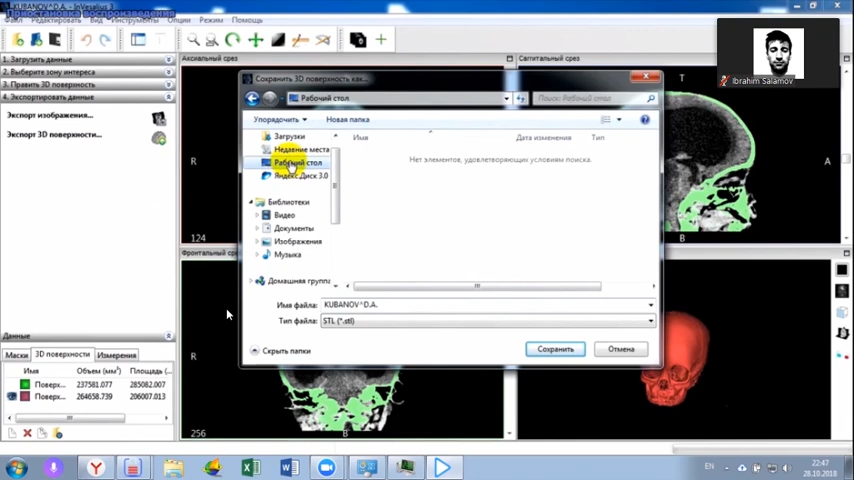 KUBANOV^D.A. - InVesalius 3
Приостановка воспроизведения
Файл Редактировать Вид Инструменты Опции Режим Помощь
1. Загрузить данные
2. Выберите зону интереса
3. Править 3D поверхность
4. Экспортировать данные
Экспорт изображения...
Экспорт 3D поверхности...
Аксиальный срез
Сагиттальный срез
Ibrahim Salamov
R
T
A
B
124
Фронтальный срез
R
B
256
Сохранить 3D поверхность как...
Рабочий стол
Поиск: Рабочий стол
Упорядочить
Новая папка
Загрузки
Недавние места
Рабочий стол
Яндекс.Диск 3.0
Библиотеки
Видео
Документы
Изображения
Музыка
Домашняя группа
Имя
Дата изменения
Тип
Нет элементов, удовлетворяющих условиям поиска.
Имя файла: KUBANOV^D.A.
Тип файла: STL (*.stl)
Скрыть папки
Сохранить
Отмена
Данные
Маски 3D поверхности Измерения
Имя Объем (мм³) Площадь
Поверх... 237581.077 285082.007
Поверх... 264658.739 206007.013
EN
22:47
28.10.2018